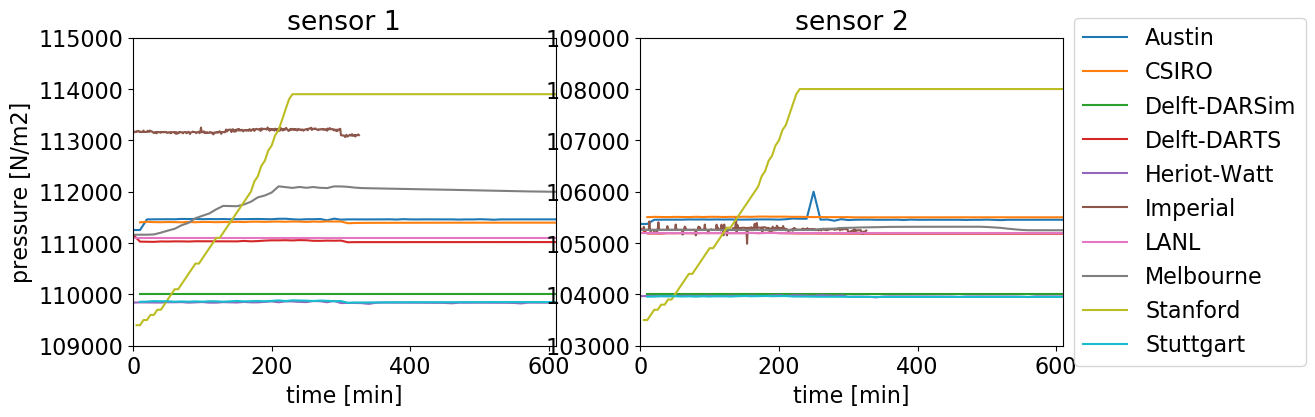 sensor 1
115000
114000
113000
112000
111000
110000
109000
pressure [N/m2]
0
200
400
600
time [min]
sensor 2
109000
108000
107000
106000
105000
104000
103000
0
200
400
600
time [min]
Austin
CSIRO
Delft-DARSim
Delft-DARTS
Heriot-Watt
Imperial
LANL
Melbourne
Stanford
Stuttgart